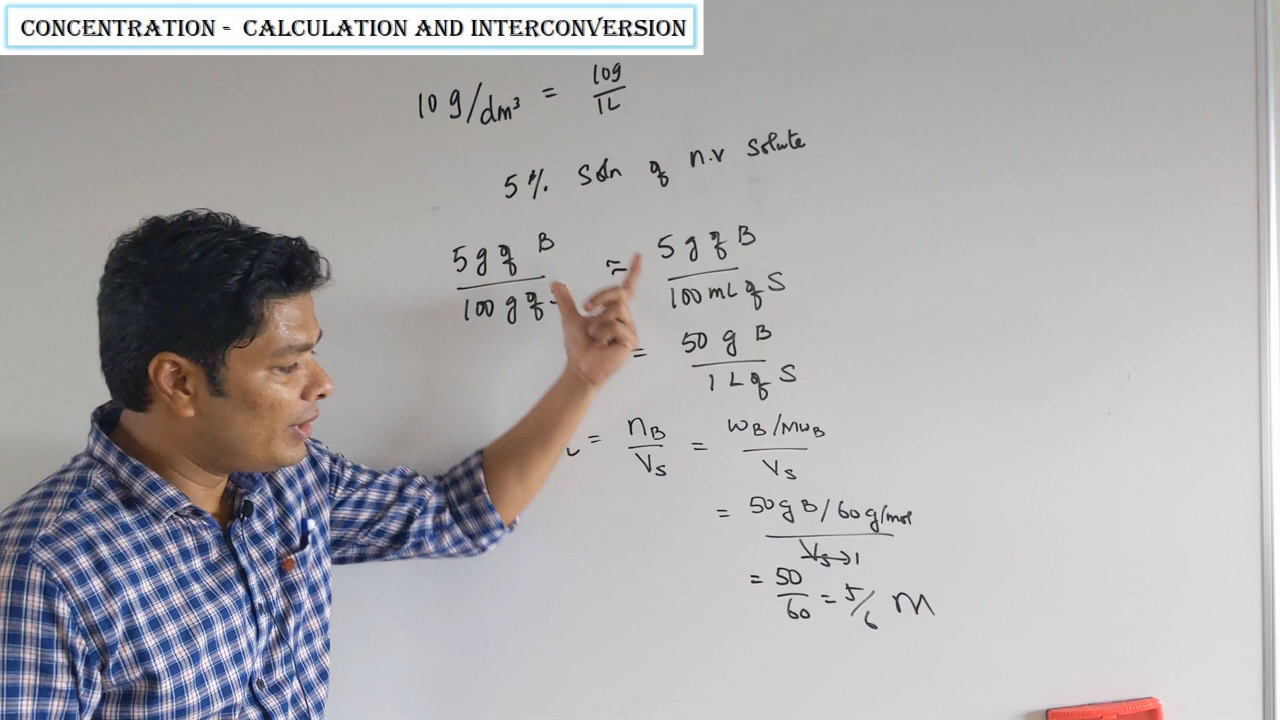 CONCENTRATION - CALCULATION AND INTERCONVERSION
10 g/dm³ = 10g/1L
5% Soln of n.v Solute
5 g of B / 100 g of ≈ 5 g of B / 100 mL of S
= 50 g B / 1 L of S
= nB/VS = wB/MwB / VS
= 50g B/60 g/mol / VS→1
= 50/60 = 5/6 M